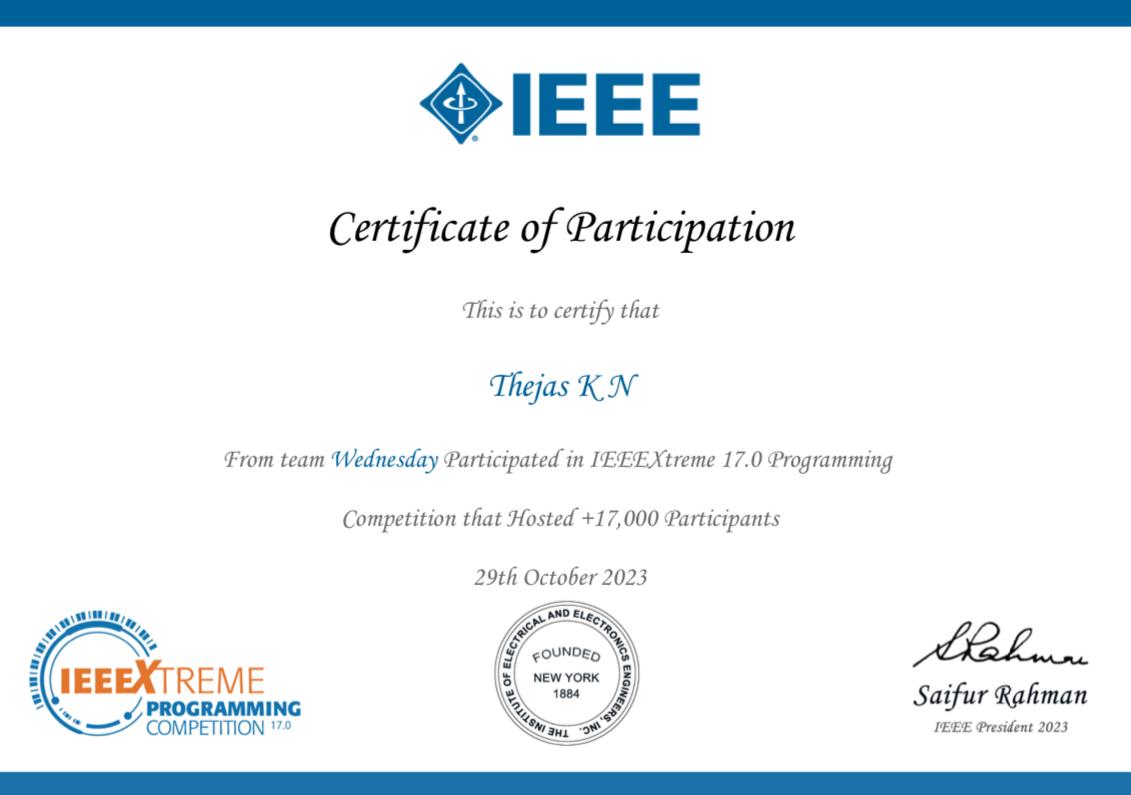 IEEE
Certificate of Participation
This is to certify that
Thejas K N
From team Wednesday Participated in IEEEXtreme 17.0 Programming
Competition that Hosted +17,000 Participants
29th October 2023
IEEEXTREME
PROGRAMMING
COMPETITION 17.0
THE INSTITUTE OF ELECTRICAL AND ELECTRONICS ENGINEERS, INC.
FOUNDED
NEW YORK
1884
SRahman
Saifur Rahman
IEEE President 2023